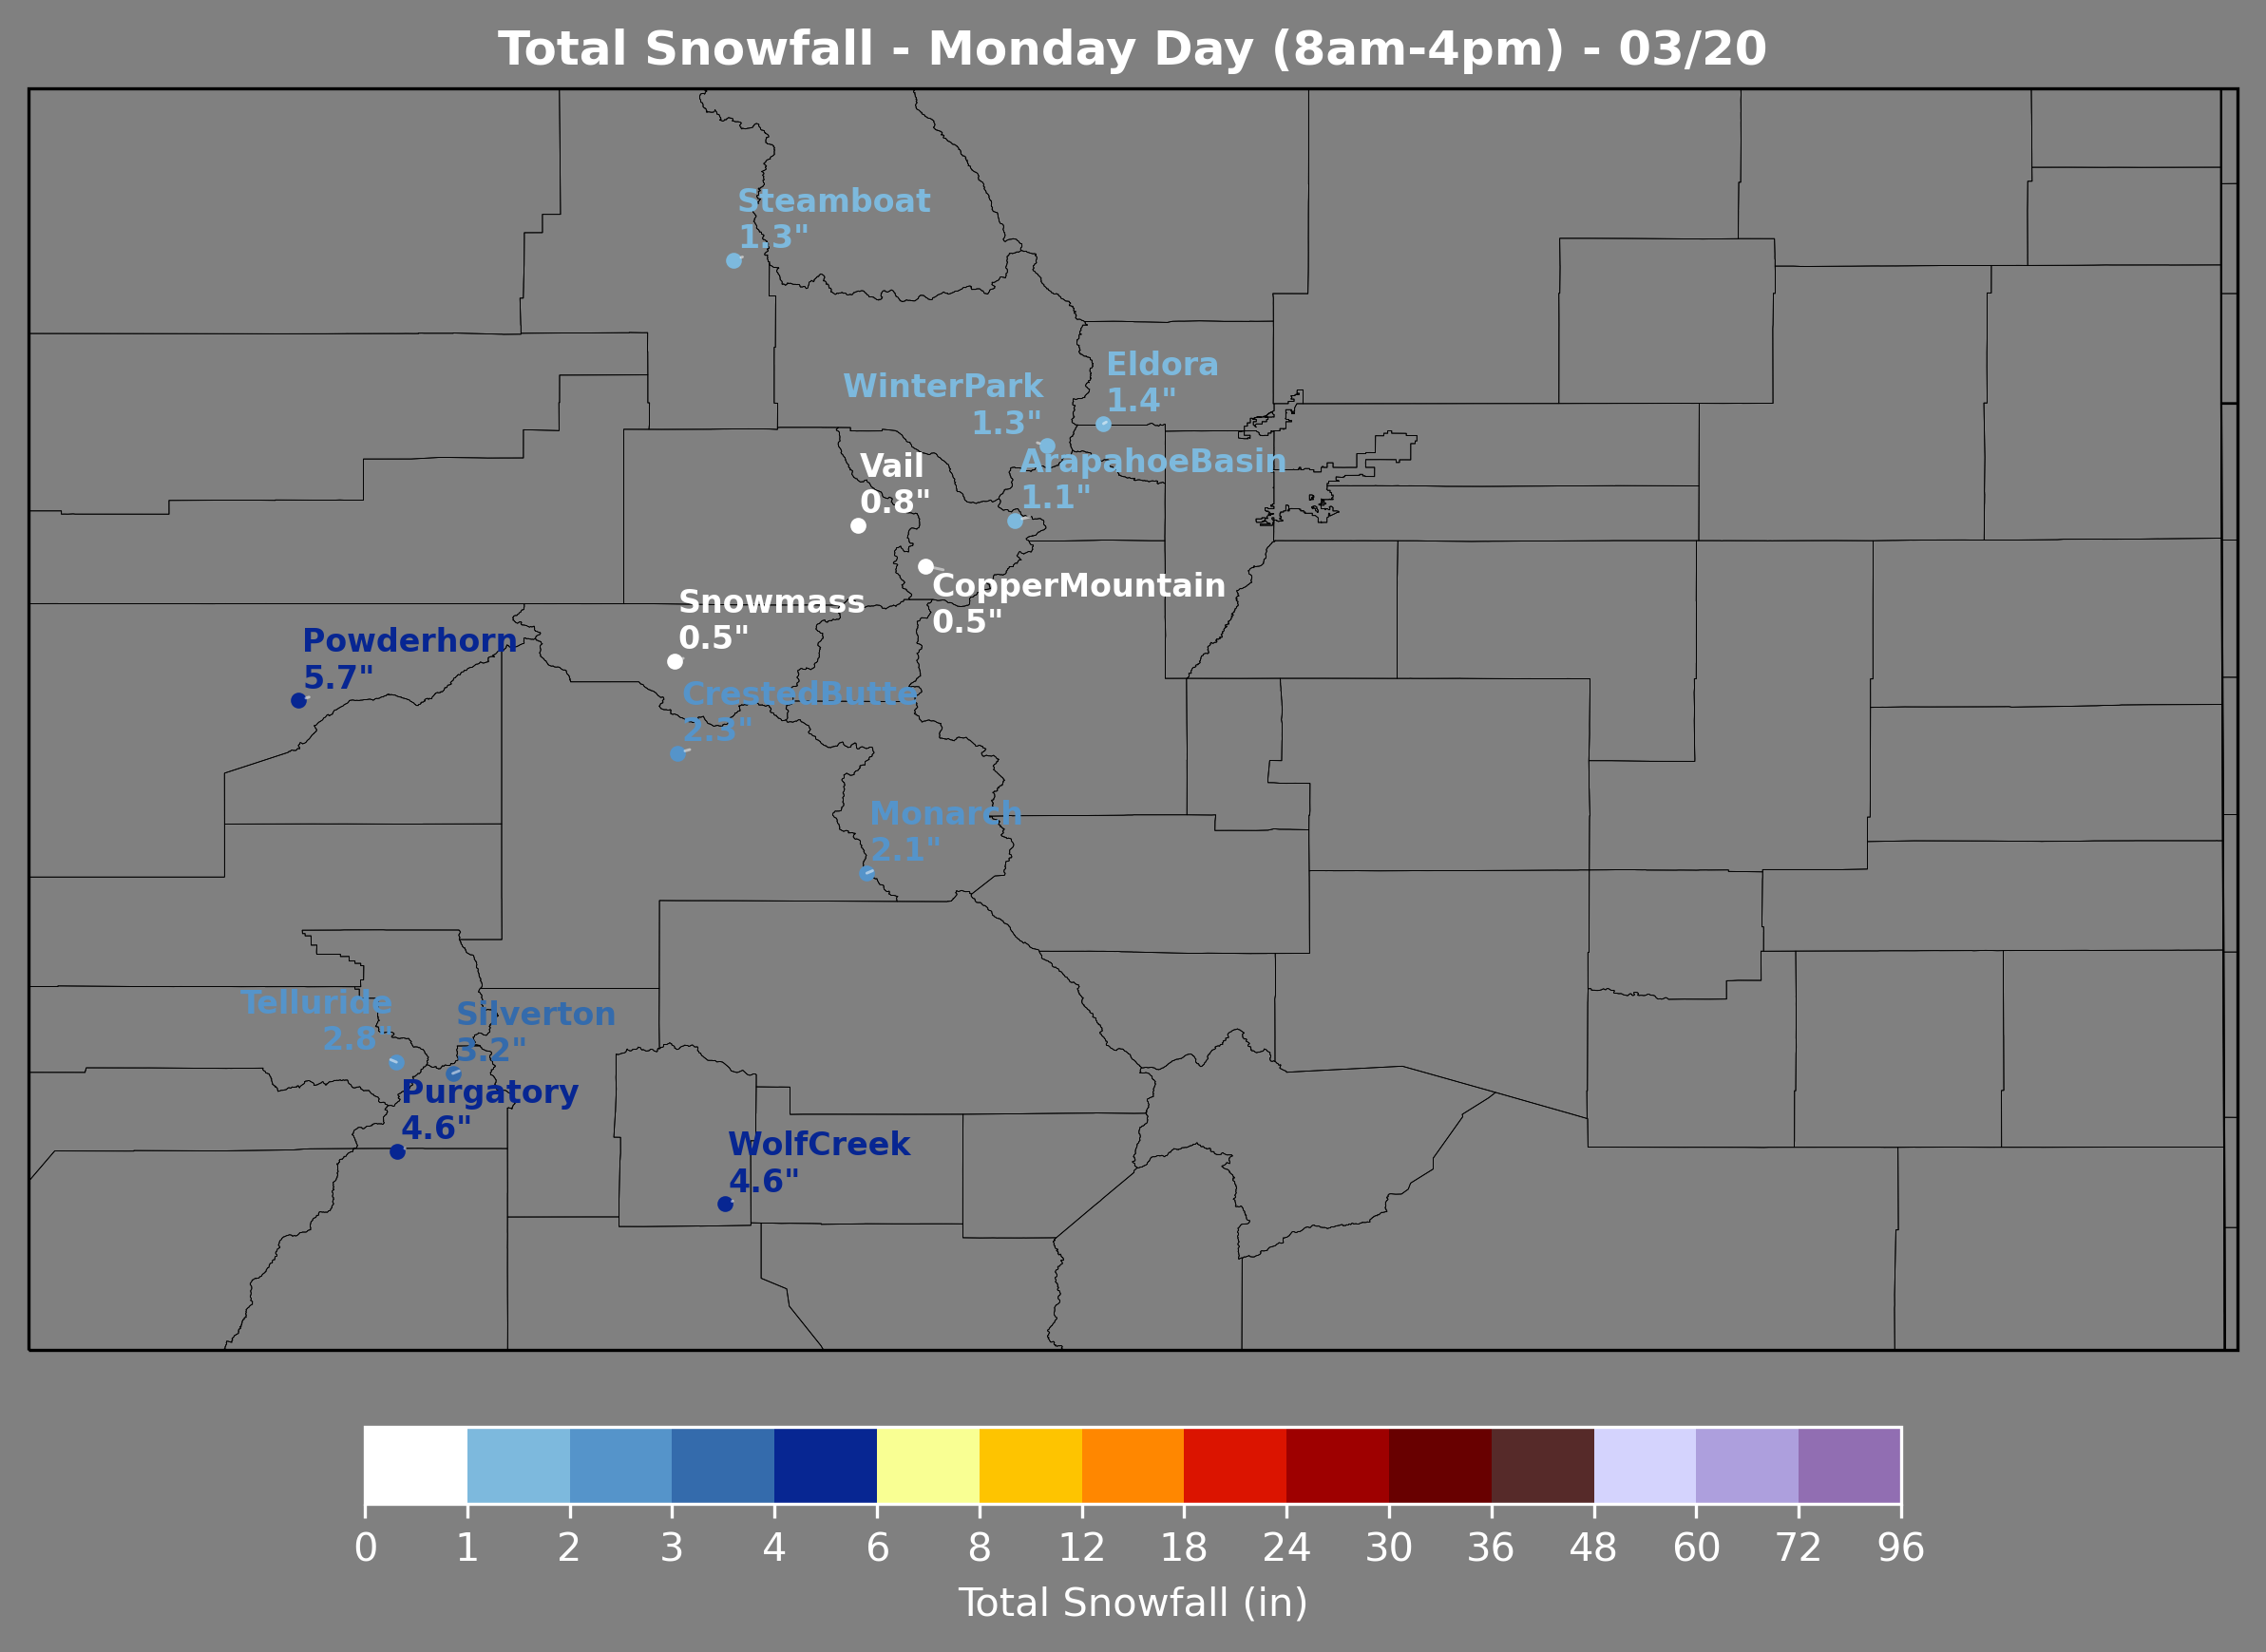 Total Snowfall - Monday Day (8am-4pm) - 03/20
Steamboat
1.3"
Eldora
1.4"
WinterPark
1.3"
ArapahoeBasin
1.1"
Vail
0.8"
CopperMountain
0.5"
Snowmass
0.5"
Powderhorn
5.7"
CrestedButte
2.3"
Monarch
2.1"
Telluride
2.8"
Silverton
3.2"
Purgatory
4.6"
WolfCreek
4.6"
0 1 2 3 4 6 8 12 18 24 30 36 48 60 72 96
Total Snowfall (in)